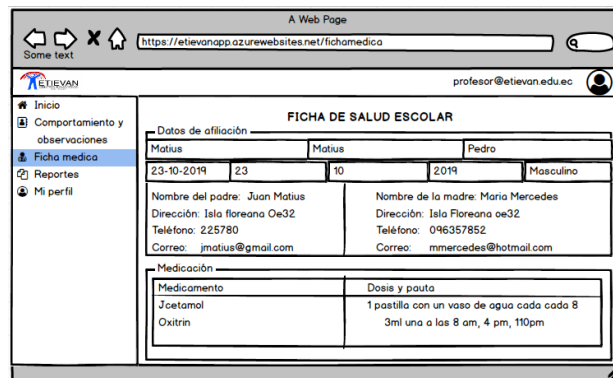 A Web Page
Some text
https://etievanapp.azurewebsites.net/fichamedica
ETIEVAN
profesor@etievan.edu.ec
Inicio
Comportamiento y
observaciones
Ficha medica
Reportes
Mi perfil
FICHA DE SALUD ESCOLAR
Datos de afiliación
Matius Matius Pedro
23-10-2019 23 10 2019 Masculino
Nombre del padre: Juan Matius
Dirección: Isla floreana Oe32
Teléfono: 225780
Correo: jmatius@gmail.com
Nombre de la madre: Maria Mercedes
Dirección: Isla Floreana oe32
Teléfono: 096357852
Correo: mmercedes@hotmail.com
Medicación
Medicamento Dosis y pauta
Jcetamol 1 pastilla con un vaso de agua cada cada 8
Oxitrin 3ml una a las 8 am, 4 pm, 110pm